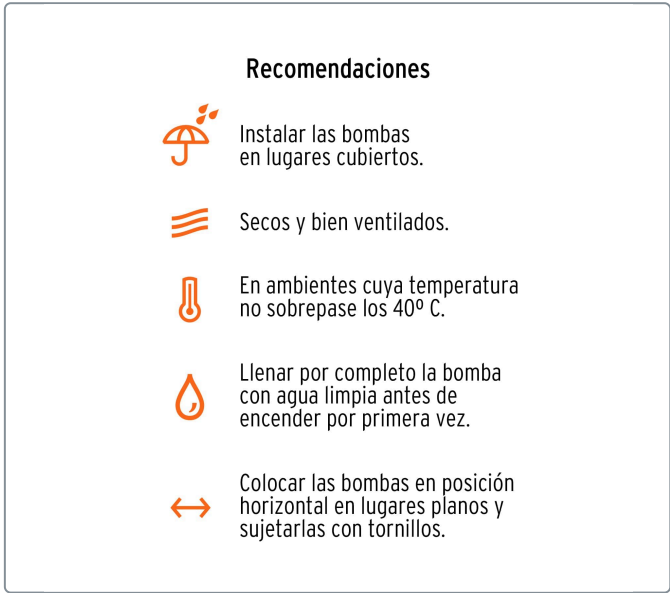 Recomendaciones
Instalar las bombas
en lugares cubiertos.
Secos y bien ventilados.
En ambientes cuya temperatura
no sobrepase los 40º C.
Llenar por completo la bomba
con agua limpia antes de
encender por primera vez.
Colocar las bombas en posición
horizontal en lugares planos y
sujetarlas con tornillos.